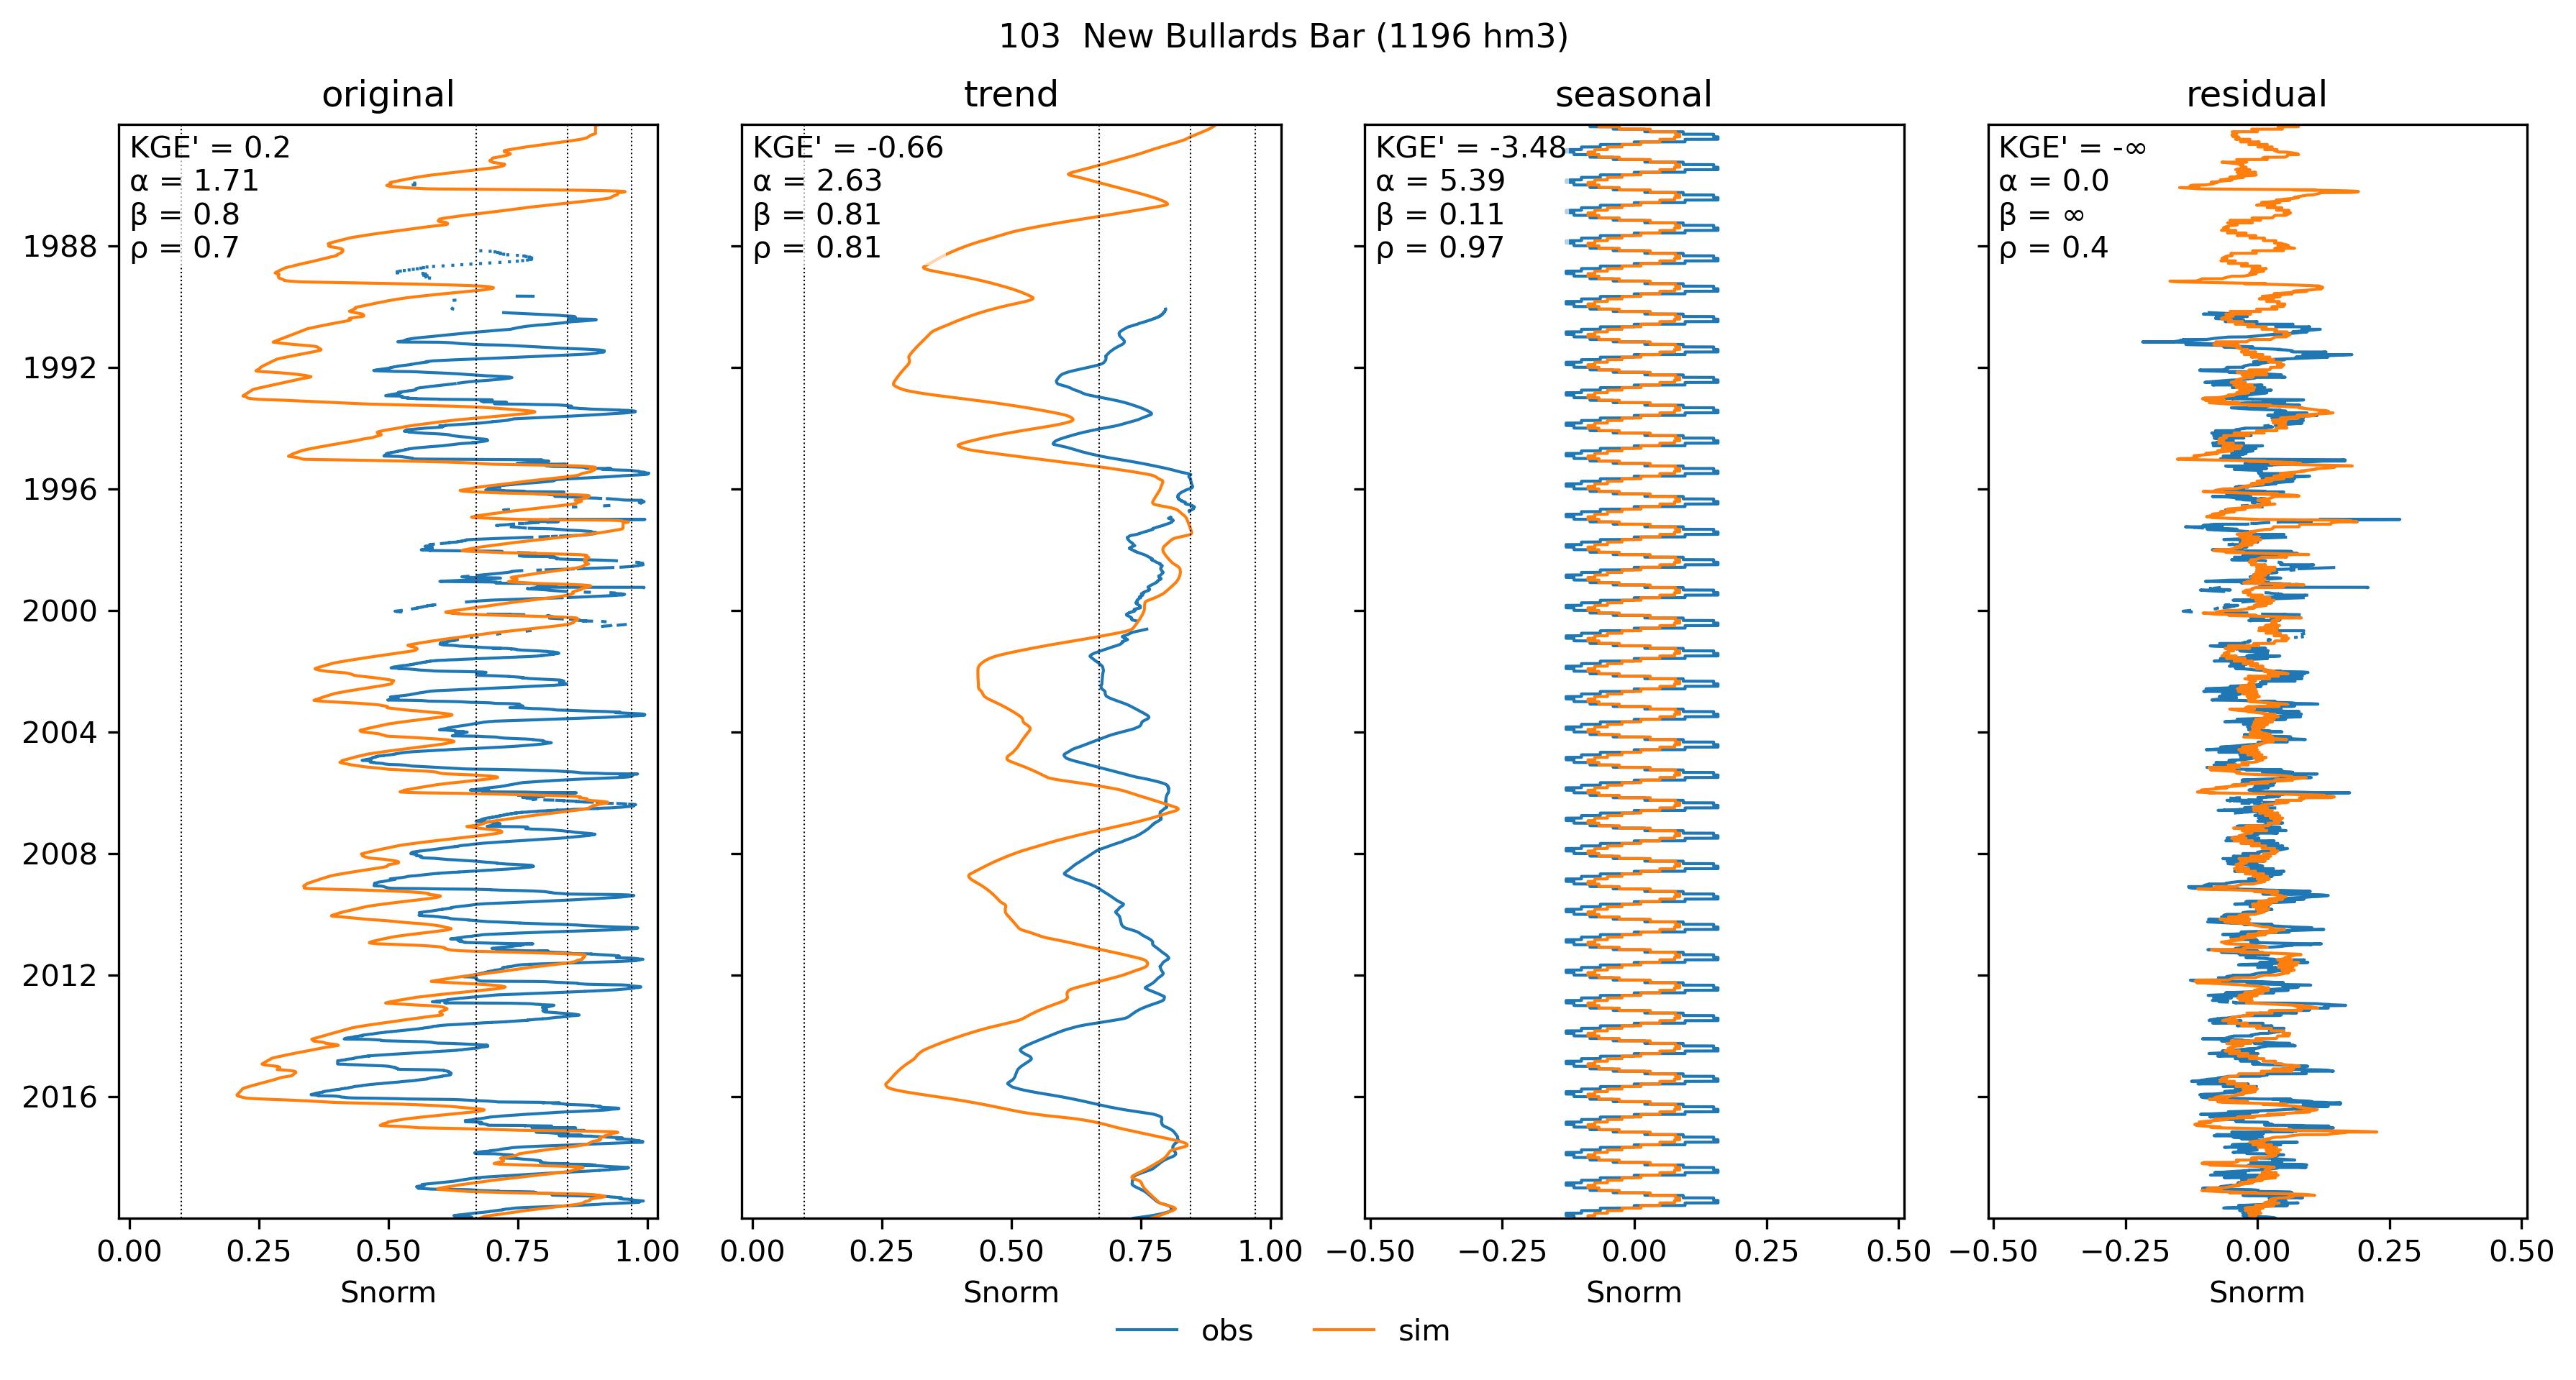 103  New Bullards Bar (1196 hm3)
original
trend
seasonal
residual
KGE' = 0.2
α = 1.71
β = 0.8
ρ = 0.7
KGE' = -0.66
α = 2.63
β = 0.81
ρ = 0.81
KGE' = -3.48
α = 5.39
β = 0.11
ρ = 0.97
KGE' = -∞
α = 0.0
β = ∞
ρ = 0.4
1988
1992
1996
2000
2004
2008
2012
2016
0.00 0.25 0.50 0.75 1.00
0.00 0.25 0.50 0.75 1.00
−0.50 −0.25 0.00 0.25 0.50
−0.50 −0.25 0.00 0.25 0.50
Snorm
Snorm
Snorm
Snorm
obs
sim